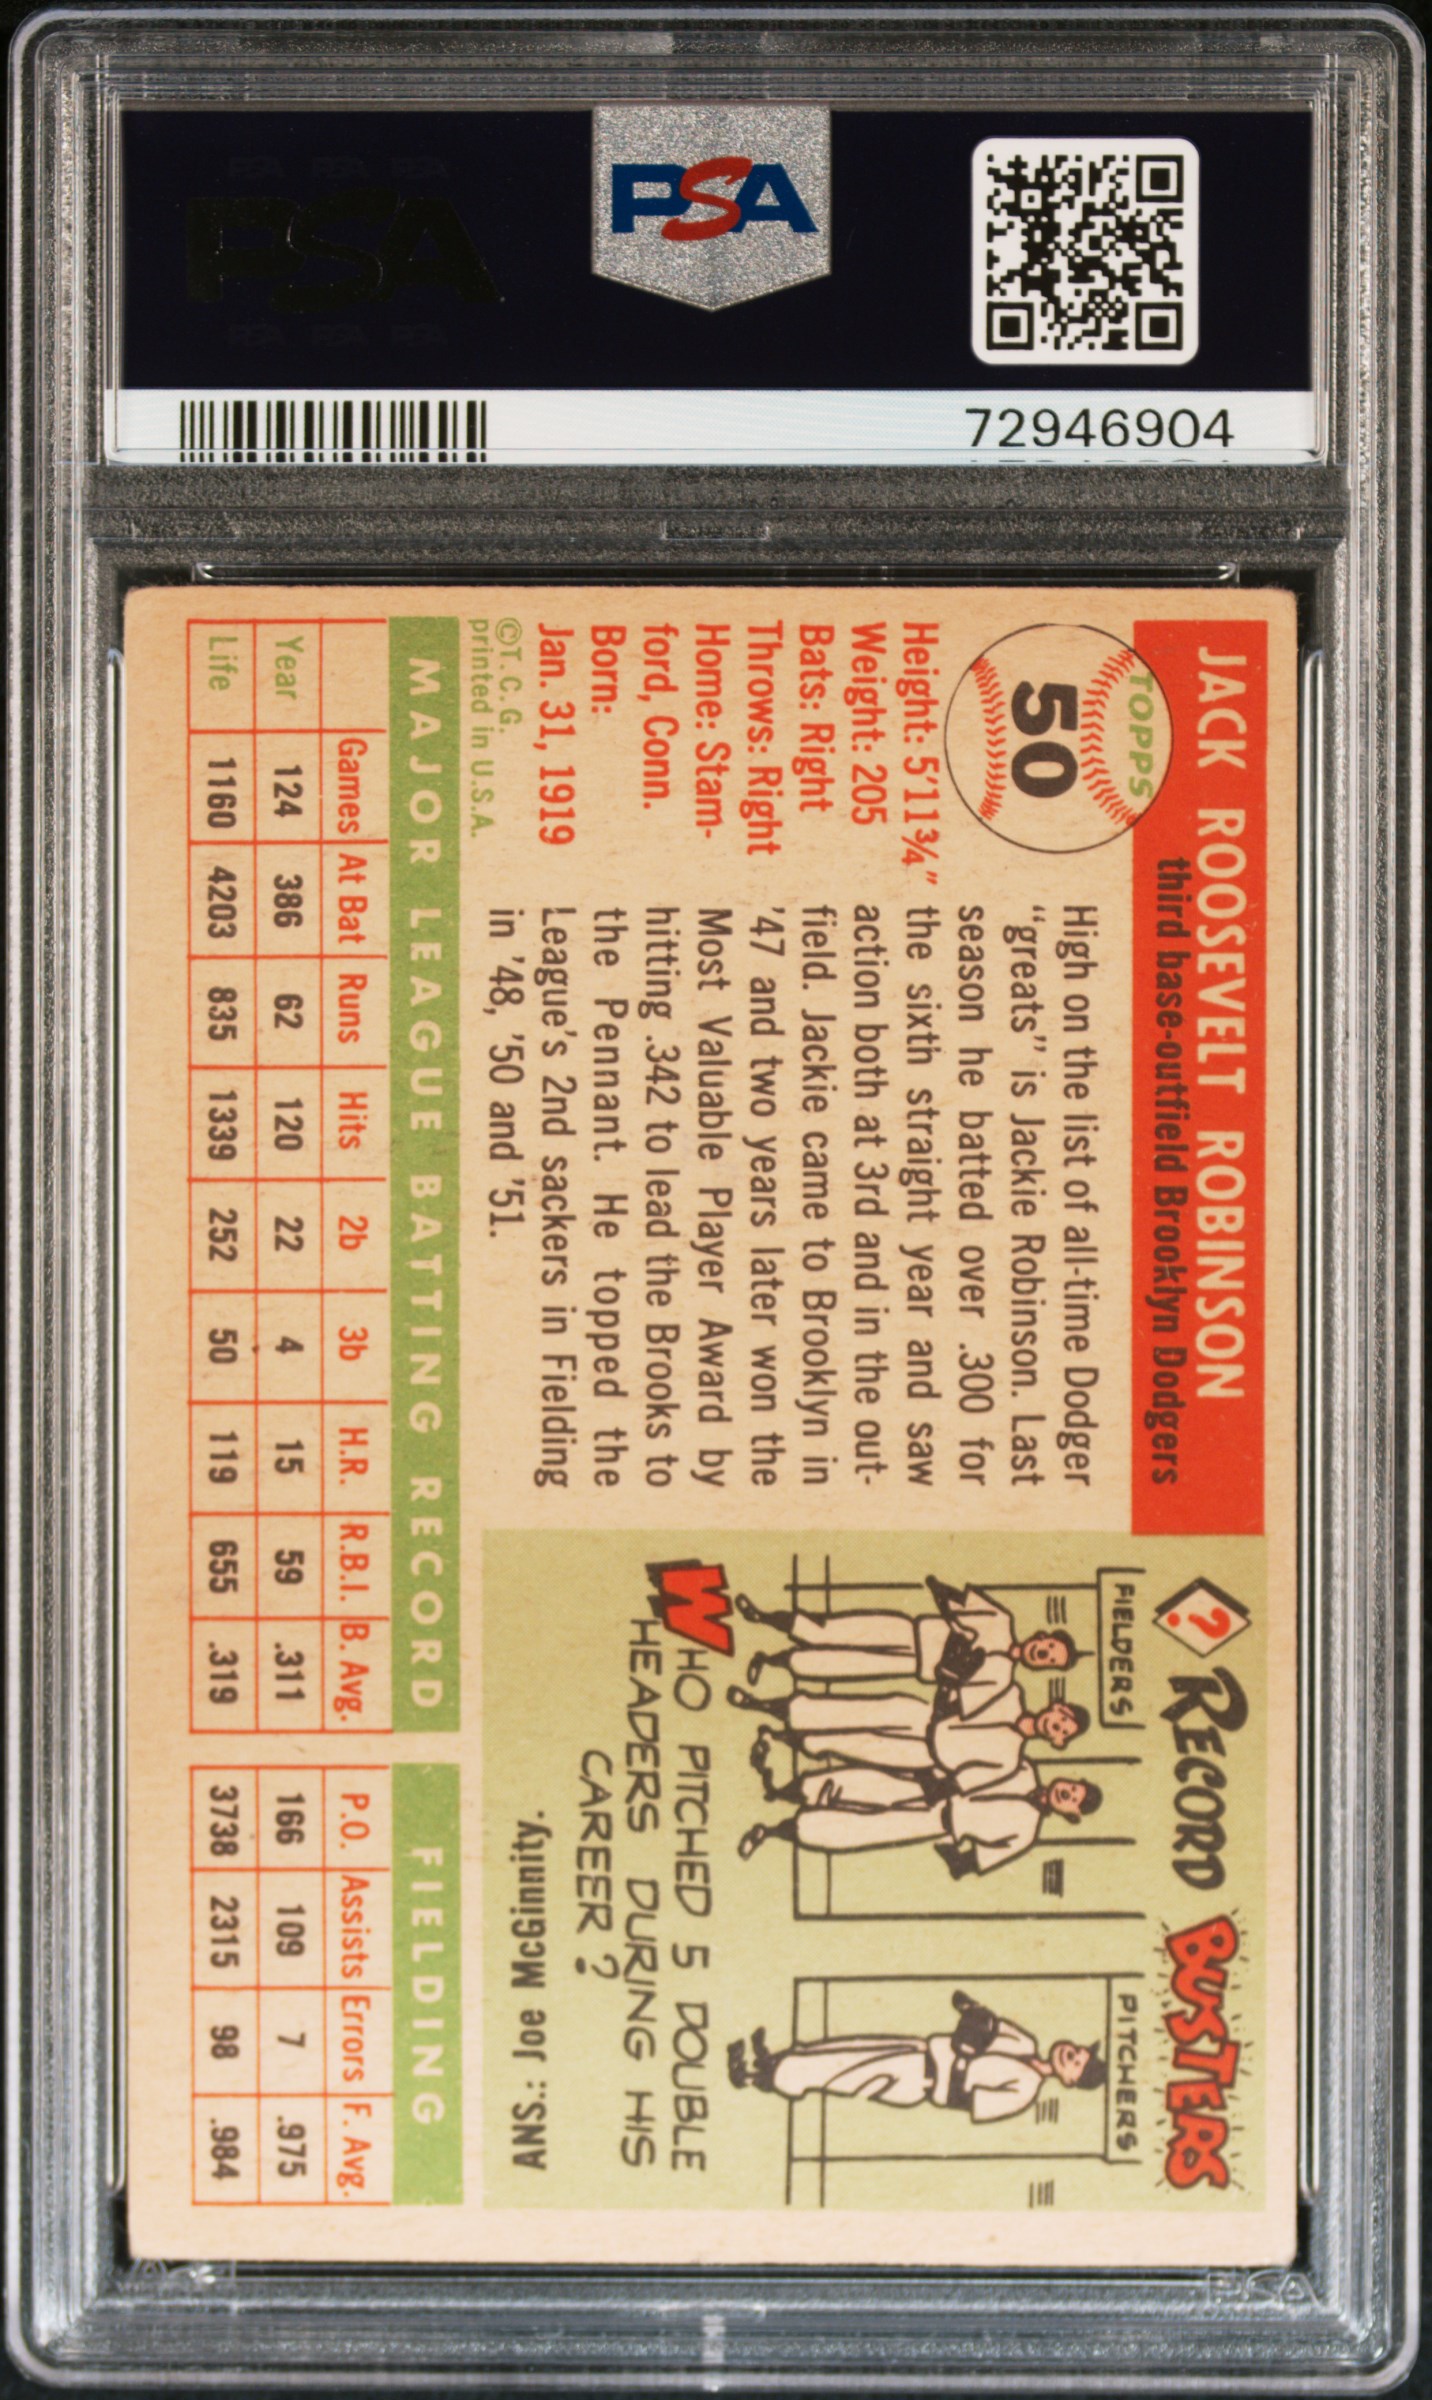 PSA
PSA
72946904
JACK ROOSEVELT ROBINSON
third base-outfield Brooklyn Dodgers
TOPPS
50
Height: 5'11¾"
Weight: 205
Bats: Right
Throws: Right
Home: Stam-
ford, Conn.
Born:
Jan. 31, 1919
©T.C.G.
printed in U.S.A.
High on the list of all-time Dodger
“greats” is Jackie Robinson. Last
season he batted over .300 for
the sixth straight year and saw
action both at 3rd and in the out-
field. Jackie came to Brooklyn in
'47 and two years later won the
Most Valuable Player Award by
hitting .342 to lead the Brooks to
the Pennant. He topped the
League's 2nd sackers in Fielding
in '48, '50 and '51.
? RECORD BUSTERS
FIELDERS
PITCHERS
WHO PITCHED 5 DOUBLE
HEADERS DURING HIS
CAREER?
ANS.: Joe McGinnity.
MAJOR LEAGUE BATTING RECORD FIELDING
Games At Bat Runs Hits 2b 3b H.R. R.B.I. B. Avg. P.O. Assists Errors F. Avg.
Year 124 386 62 120 22 4 15 59 .311 166 109 7 .975
Life 1160 4203 835 1339 252 50 119 655 .319 3738 2315 98 .984
PSA